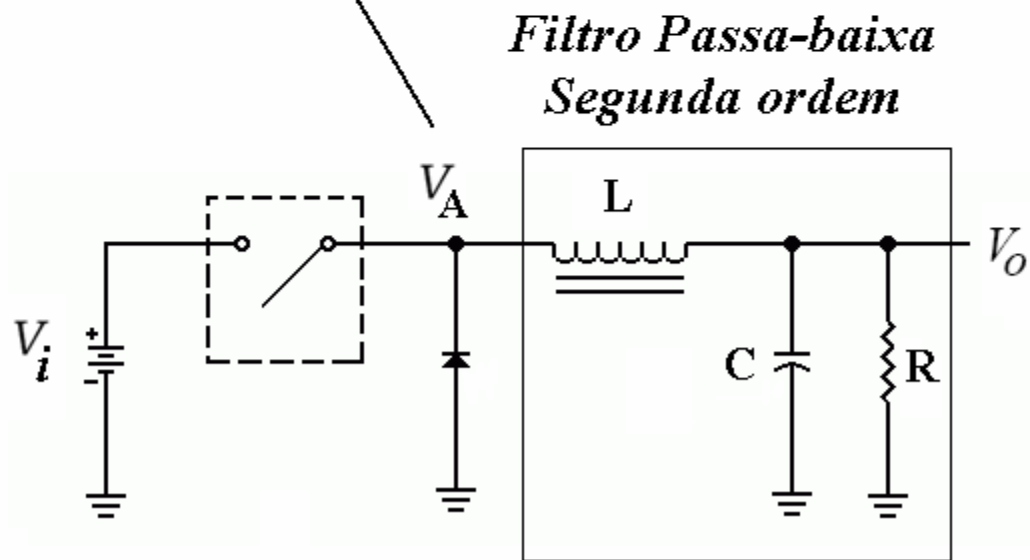 Filtro Passa-baixa
Segunda ordem
V_A
L
V_o
V_i
+
-
C
R